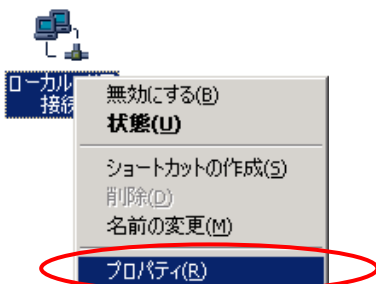 ローカル
接続
無効にする(B)
状態(U)
ショートカットの作成(S)
削除(D)
名前の変更(M)
プロパティ(R)